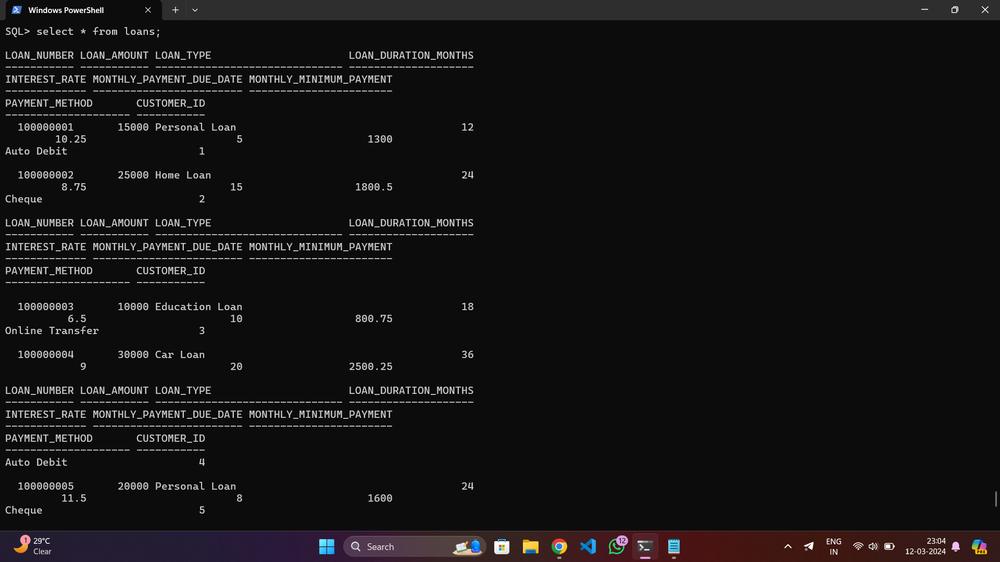 Windows PowerShell
SQL> select * from loans;
LOAN_NUMBER LOAN_AMOUNT LOAN_TYPE                      LOAN_DURATION_MONTHS
----------- ----------- ------------------------------ --------------------
INTEREST_RATE MONTHLY_PAYMENT_DUE_DATE MONTHLY_MINIMUM_PAYMENT
------------- ------------------------ -----------------------
PAYMENT_METHOD       CUSTOMER_ID
-------------------- -----------
  100000001       15000 Personal Loan                                    12
        10.25                        5                    1300
Auto Debit                     1
  100000002       25000 Home Loan                                        24
         8.75                       15                  1800.5
Cheque                         2
LOAN_NUMBER LOAN_AMOUNT LOAN_TYPE                      LOAN_DURATION_MONTHS
----------- ----------- ------------------------------ --------------------
INTEREST_RATE MONTHLY_PAYMENT_DUE_DATE MONTHLY_MINIMUM_PAYMENT
------------- ------------------------ -----------------------
PAYMENT_METHOD       CUSTOMER_ID
-------------------- -----------
  100000003       10000 Education Loan                                   18
          6.5                       10                  800.75
Online Transfer                3
  100000004       30000 Car Loan                                         36
            9                       20                 2500.25
LOAN_NUMBER LOAN_AMOUNT LOAN_TYPE                      LOAN_DURATION_MONTHS
----------- ----------- ------------------------------ --------------------
INTEREST_RATE MONTHLY_PAYMENT_DUE_DATE MONTHLY_MINIMUM_PAYMENT
------------- ------------------------ -----------------------
PAYMENT_METHOD       CUSTOMER_ID
-------------------- -----------
Auto Debit                     4
  100000005       20000 Personal Loan                                    24
         11.5                        8                    1600
Cheque                         5
1 29°C
Clear
Search
12
ENG
IN
23:04
12-03-2024
PRE